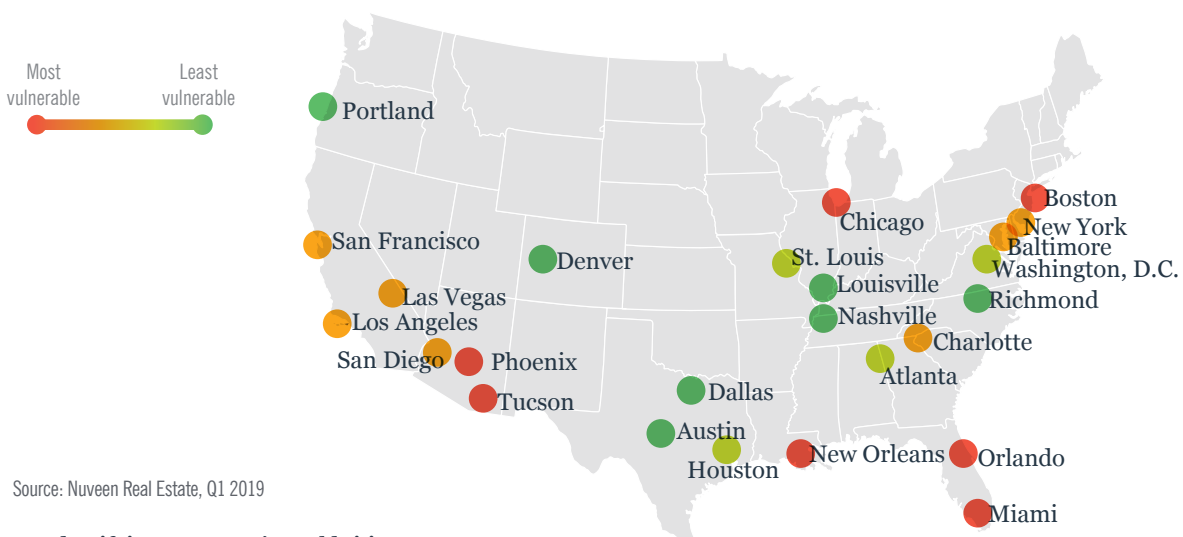 Most
vulnerable
Least
vulnerable
Portland
San Francisco
Las Vegas
Los Angeles
San Diego
Phoenix
Tucson
Denver
Dallas
Austin
Houston
Chicago
St. Louis
Louisville
Nashville
Boston
New York
Baltimore
Washington, D.C.
Richmond
Charlotte
Atlanta
New Orleans
Orlando
Miami
Source: Nuveen Real Estate, Q1 2019